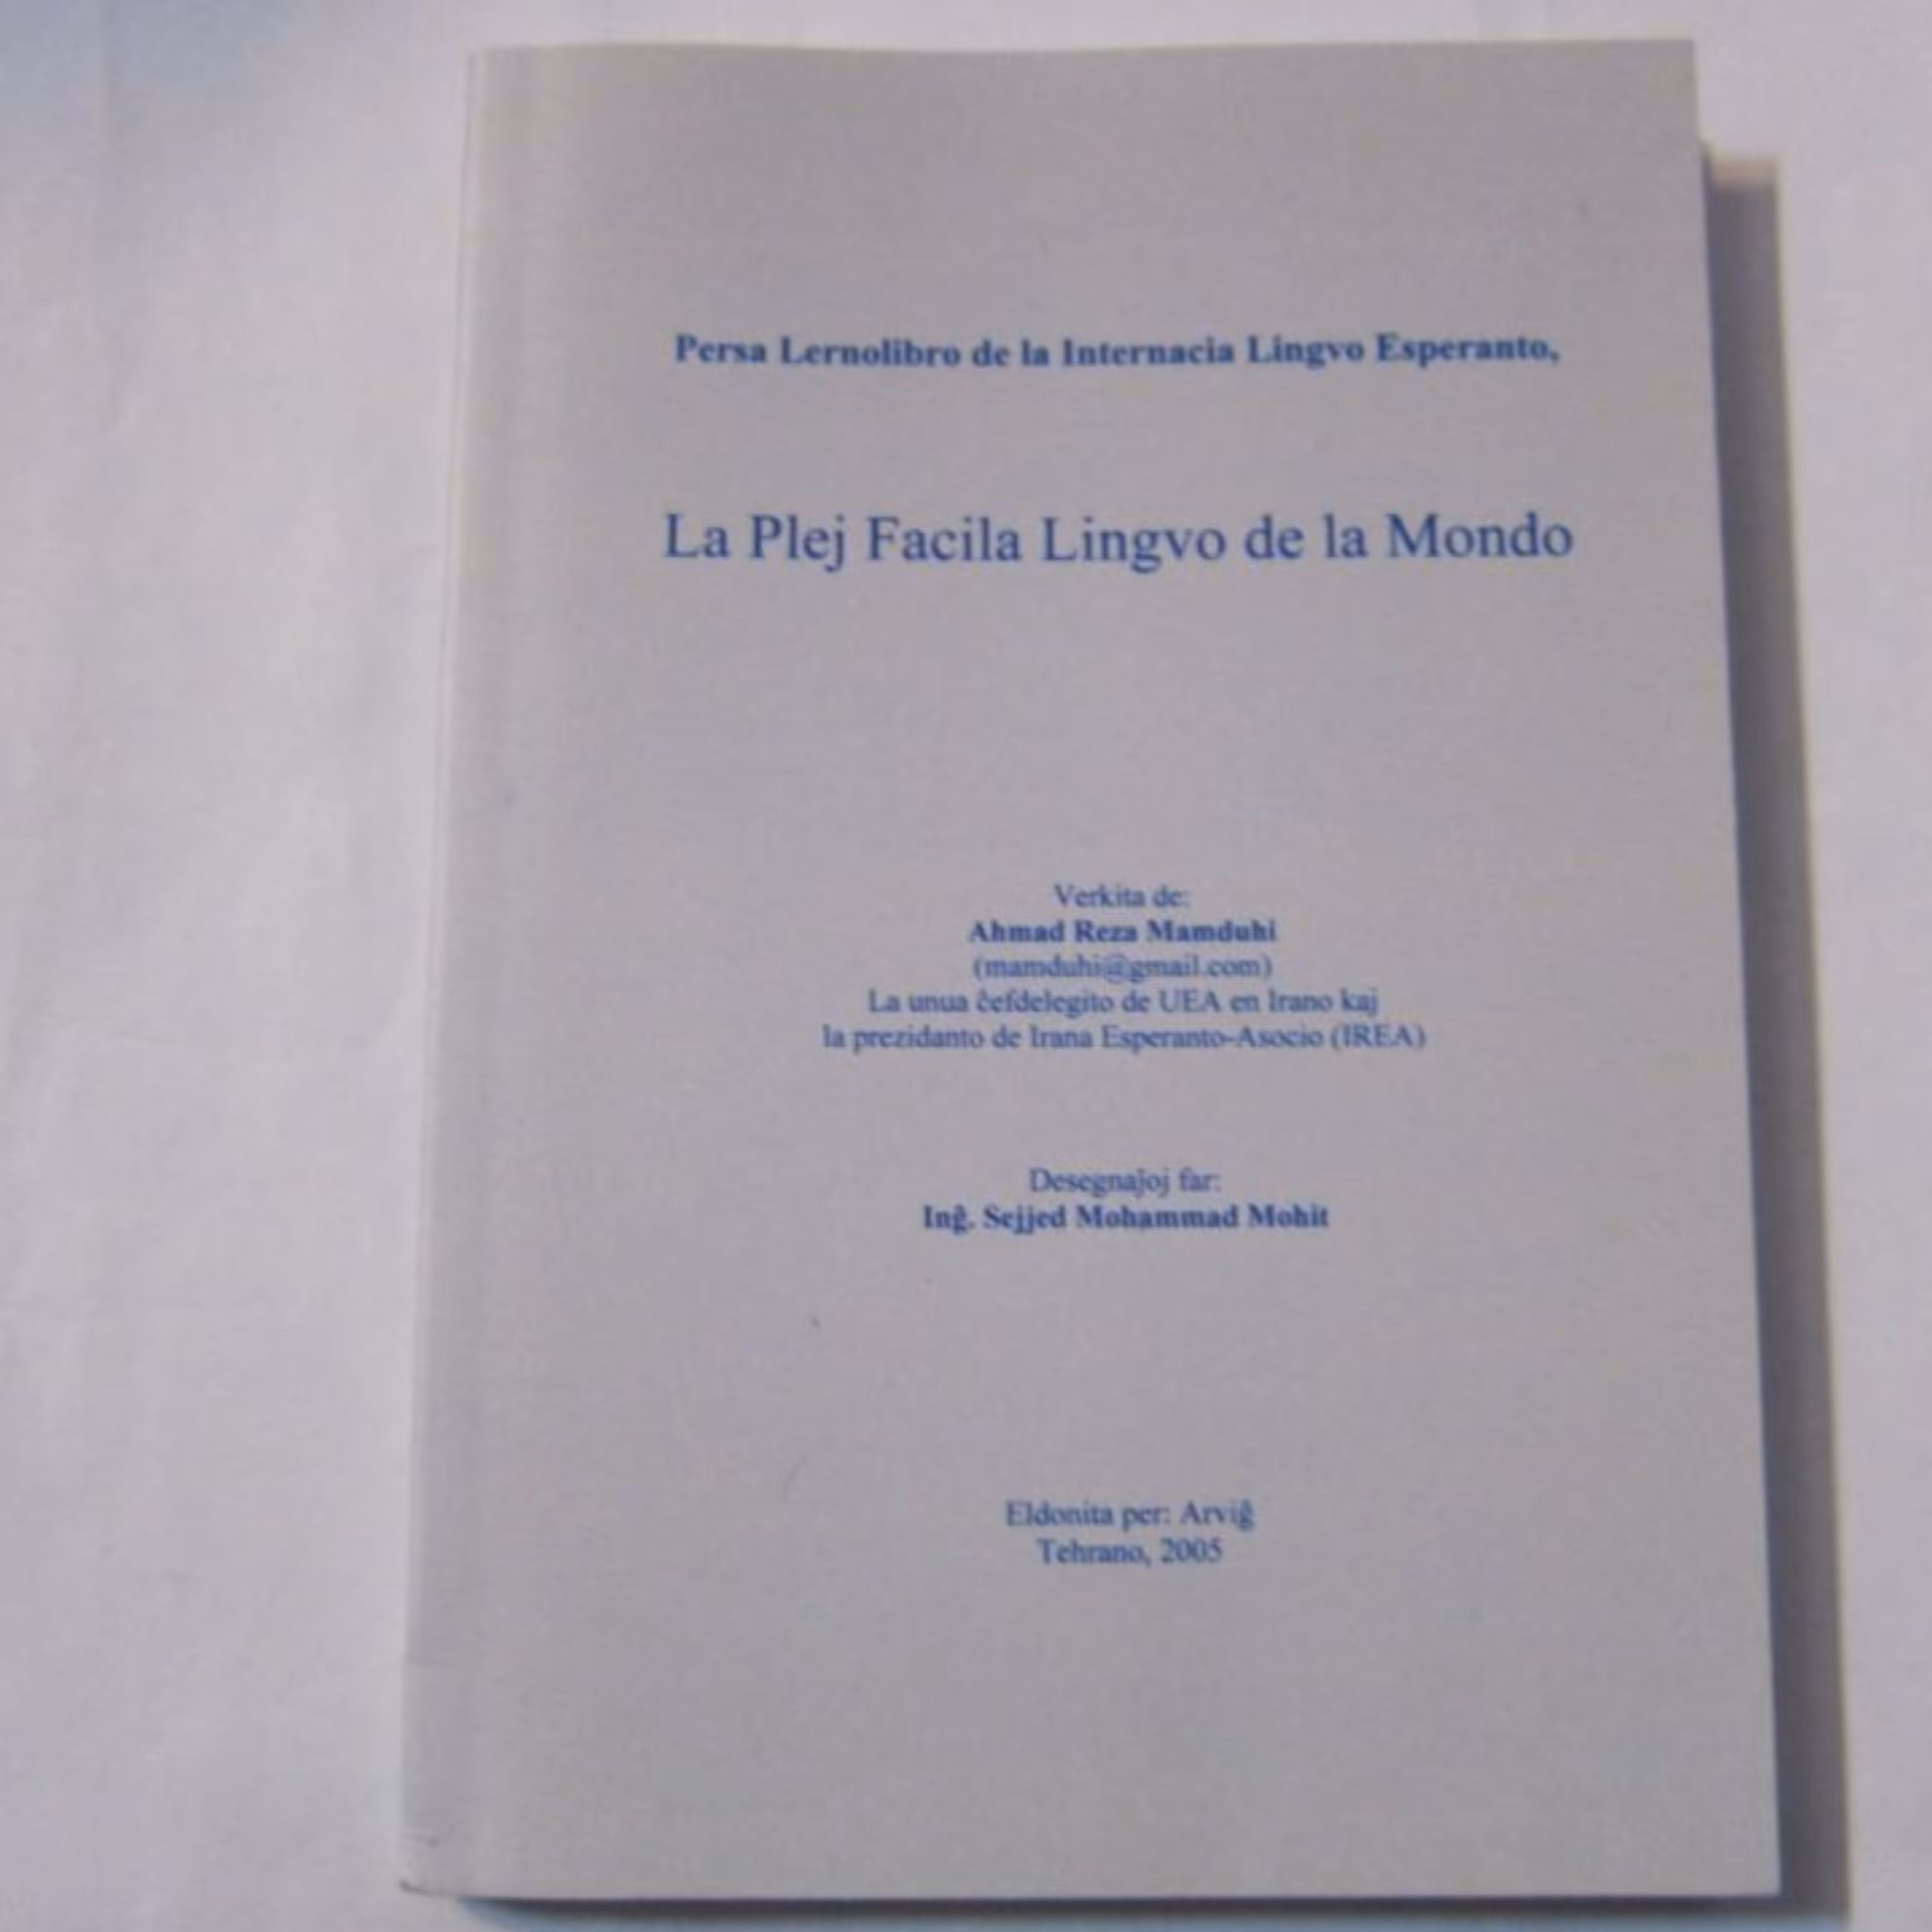 Persa Lernolibro de la Internacia Lingvo Esperanto,
La Plej Facila Lingvo de la Mondo
Verkita de:
Ahmad Reza Mamduhi
(mamduhi@gmail.com)
La unua ĉefdelegito de UEA en Irano kaj
la prezidanto de Irana Esperanto-Asocio (IREA)
Desegnaĵoj far:
Inĝ. Sejjed Mohammad Mohit
Eldonita per: Arviĝ
Tehrano, 2005